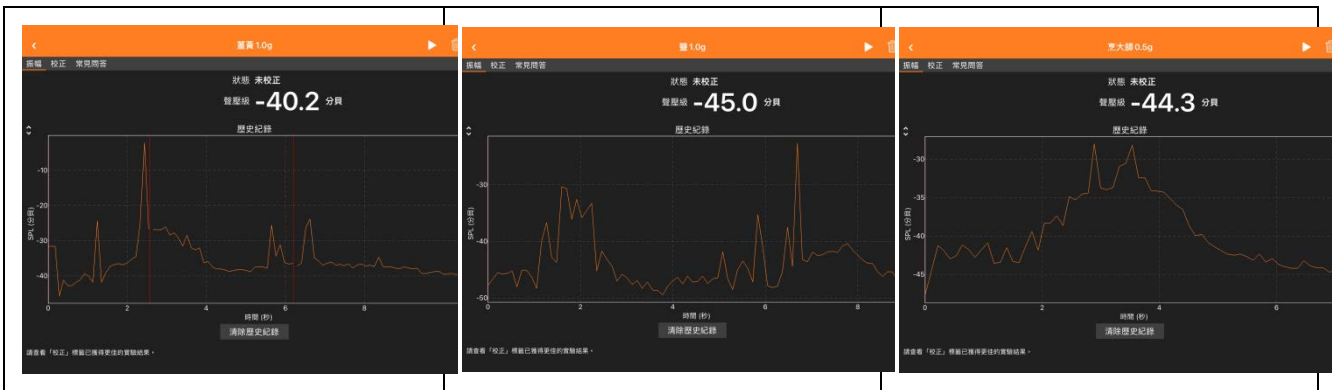 薑黃1.0g
振幅 校正 常見問答
狀態 未校正
聲壓級 -40.2 分貝
歷史紀錄
-10
-20
-30
-40
SPL (分貝)
0 2 4 6 8
時間 (秒)
清除歷史紀錄
請查看「校正」標籤已獲得更佳的實驗結果。
鹽1.0g
振幅 校正 常見問答
狀態 未校正
聲壓級 -45.0 分貝
歷史紀錄
-30
-40
-50
SPL (分貝)
0 2 4 6 8
時間 (秒)
清除歷史紀錄
請查看「校正」標籤已獲得更佳的實驗結果。
烹大師0.5g
振幅 校正 常見問答
狀態 未校正
聲壓級 -44.3 分貝
歷史紀錄
-30
-35
-40
-45
SPL (分貝)
0 2 4 6
時間 (秒)
清除歷史紀錄
請查看「校正」標籤已獲得更佳的實驗結果。